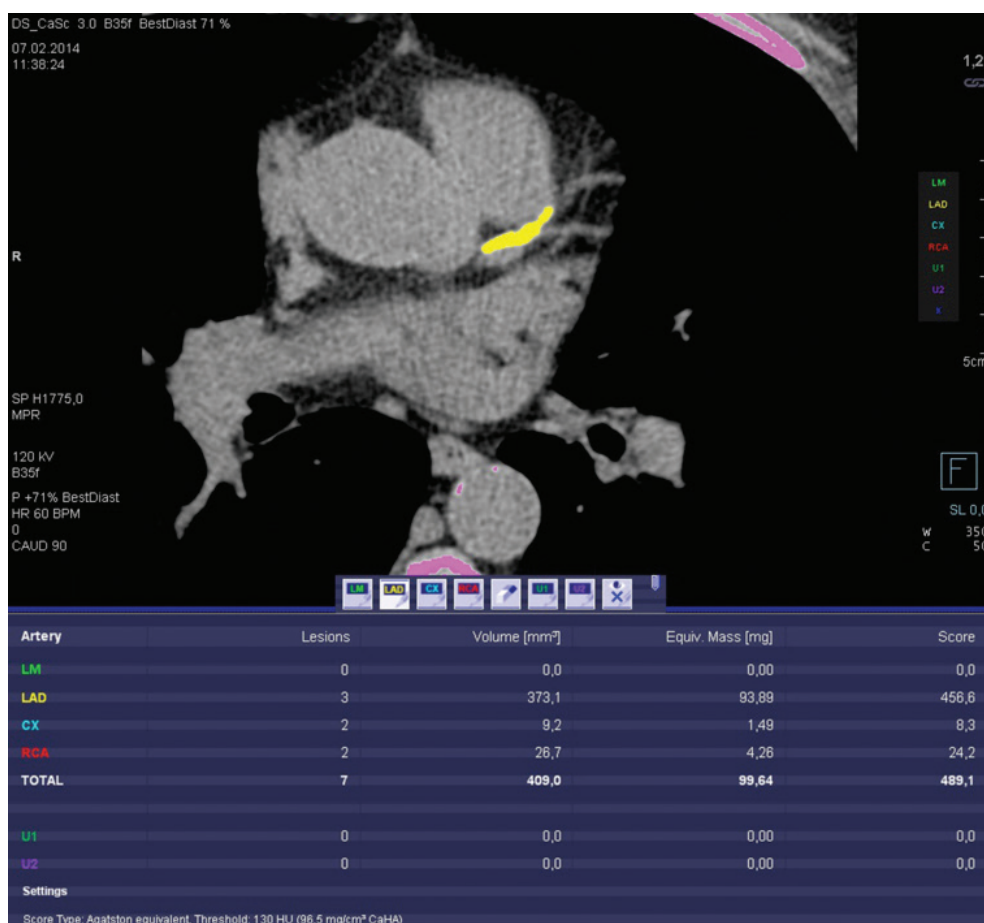 DS_CaSc 3.0 B35f BestDiast 71 %
07.02.2014
11:38:24
1,2
R
LM
LAD
CX
RCA
U1
U2
X
5cm
SP H1775,0
MPR
120 kV
B35f
P +71% BestDiast
HR 60 BPM
0
CAUD 90
F
SL 0,0
W 350
C 50
LM LAD CX RCA U1 U2 X
Artery Lesions Volume [mm³] Equiv. Mass [mg] Score
LM 0 0,0 0,00 0,0
LAD 3 373,1 93,89 456,6
CX 2 9,2 1,49 8,3
RCA 2 26,7 4,26 24,2
TOTAL 7 409,0 99,64 489,1
U1 0 0,0 0,00 0,0
U2 0 0,0 0,00 0,0
Settings
Score Type: Agatston equivalent, Threshold: 130 HU (96.5 mg/cm³ CaHA)